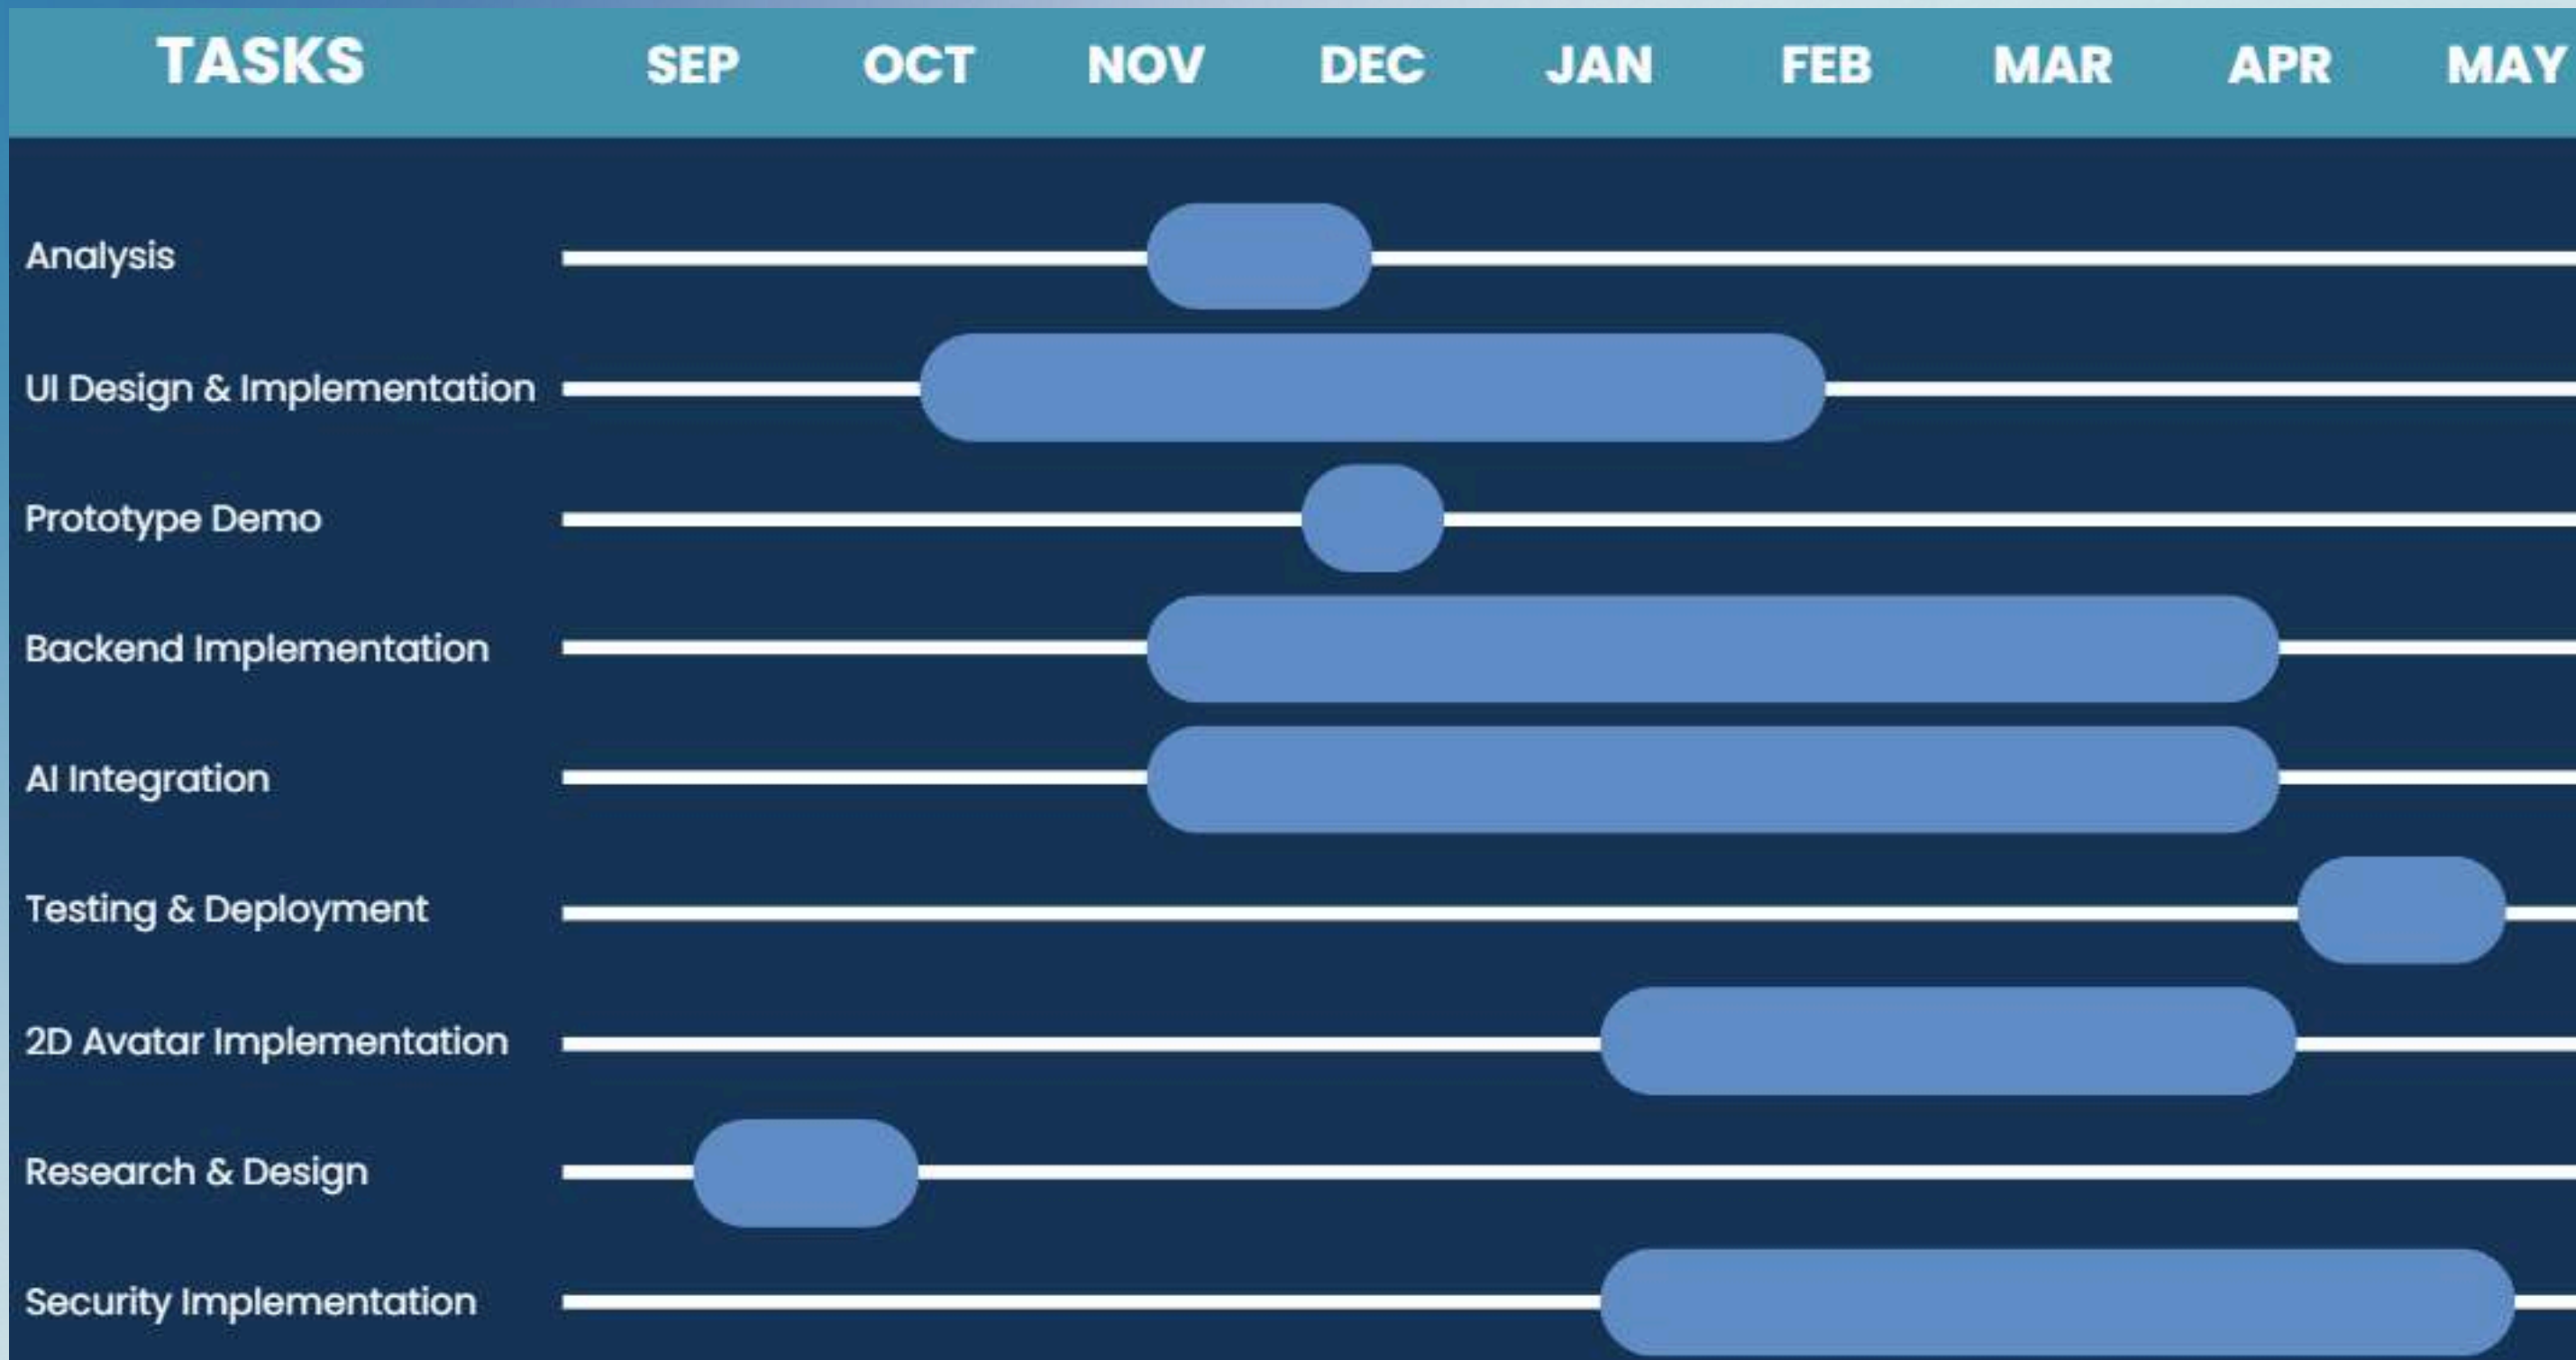 TASKS SEP OCT NOV DEC JAN FEB MAR APR MAY
Analysis
UI Design & Implementation
Prototype Demo
Backend Implementation
AI Integration
Testing & Deployment
2D Avatar Implementation
Research & Design
Security Implementation